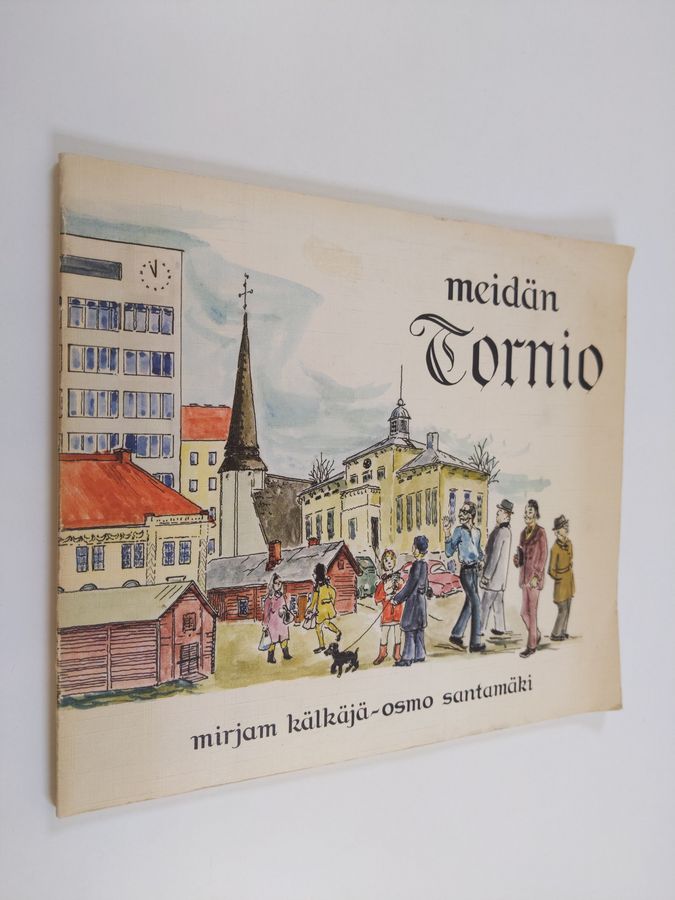 meidän
Tornio
mirjam kälkäjä-osmo santamäki